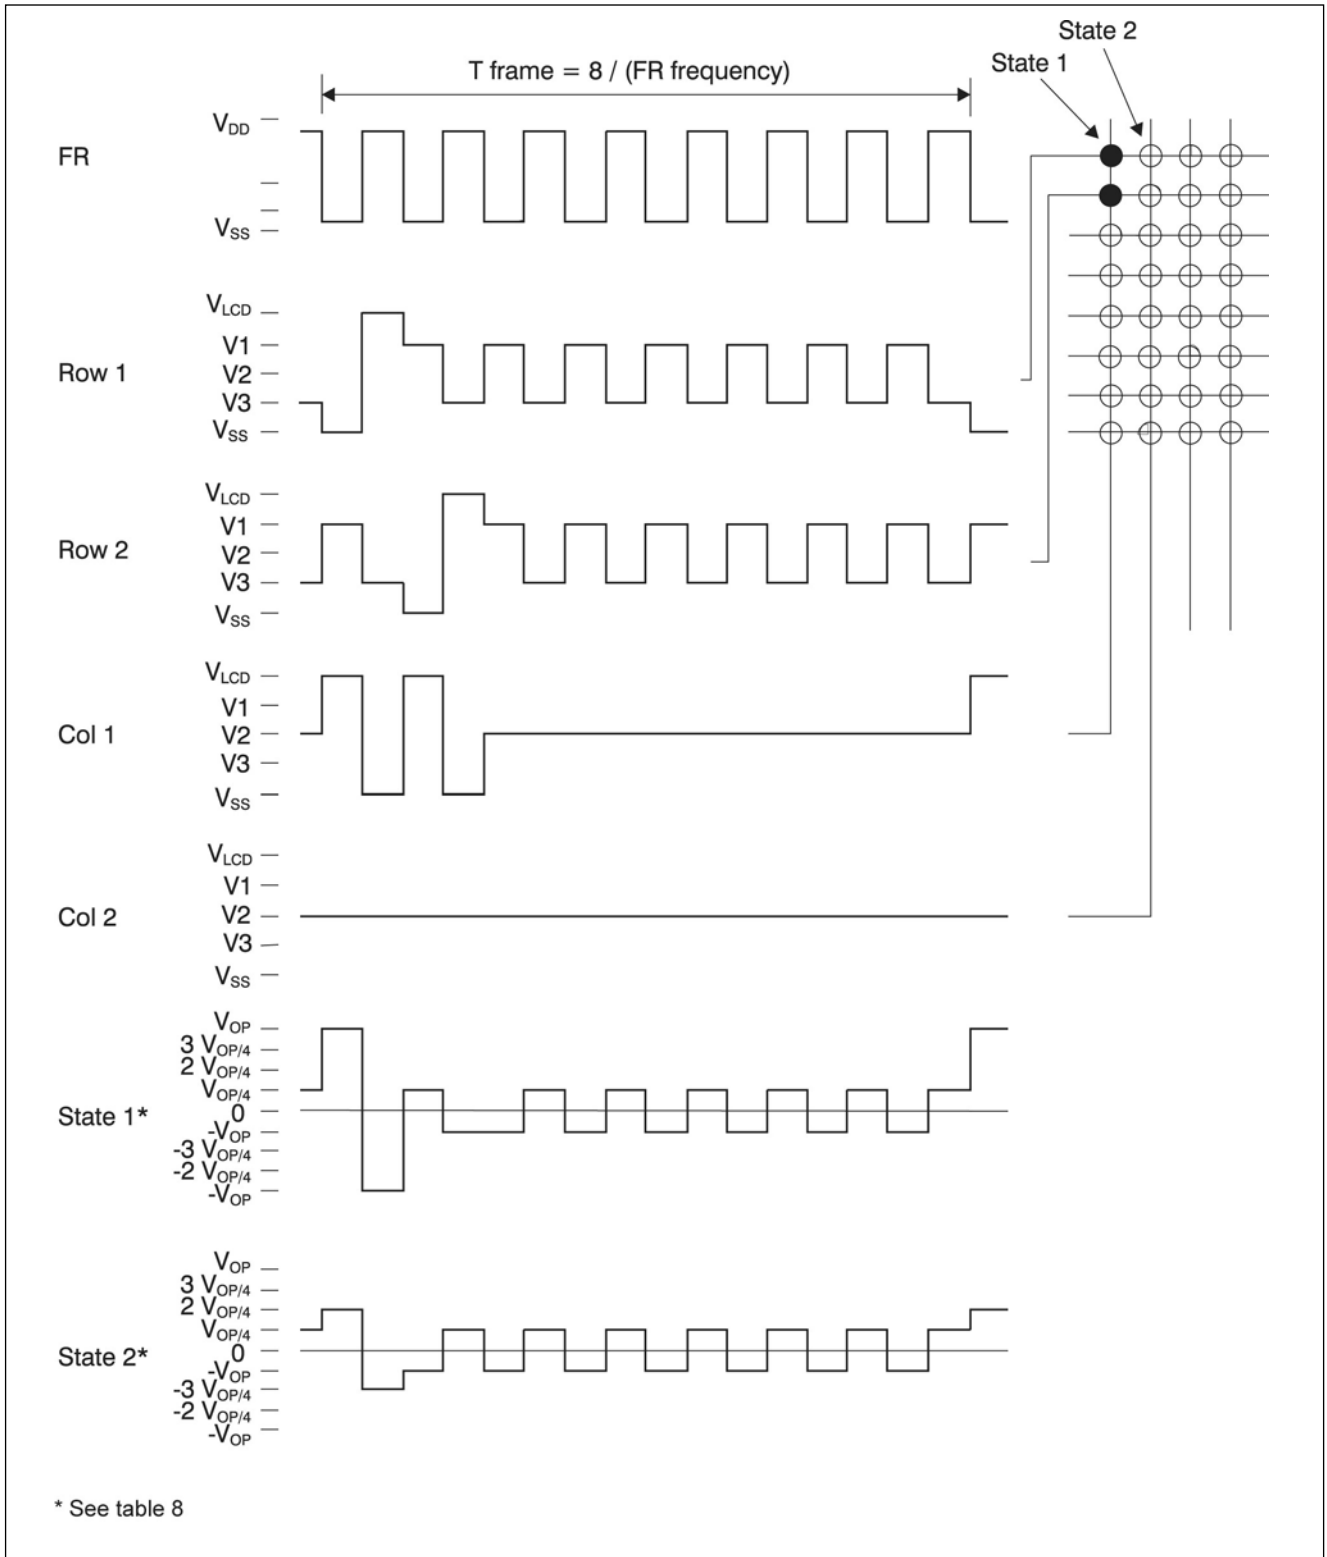 State 2
State 1
T frame = 8 / (FR frequency)
FR
VDD
VSS
Row 1
VLCD
V1
V2
V3
VSS
Row 2
VLCD
V1
V2
V3
VSS
Col 1
VLCD
V1
V2
V3
VSS
Col 2
VLCD
V1
V2
V3
VSS
State 1*
VOP
3 VOP/4
2 VOP/4
VOP/4
0
-VOP
-3 VOP/4
-2 VOP/4
-VOP
State 2*
VOP
3 VOP/4
2 VOP/4
VOP/4
0
-VOP
-3 VOP/4
-2 VOP/4
-VOP
* See table 8